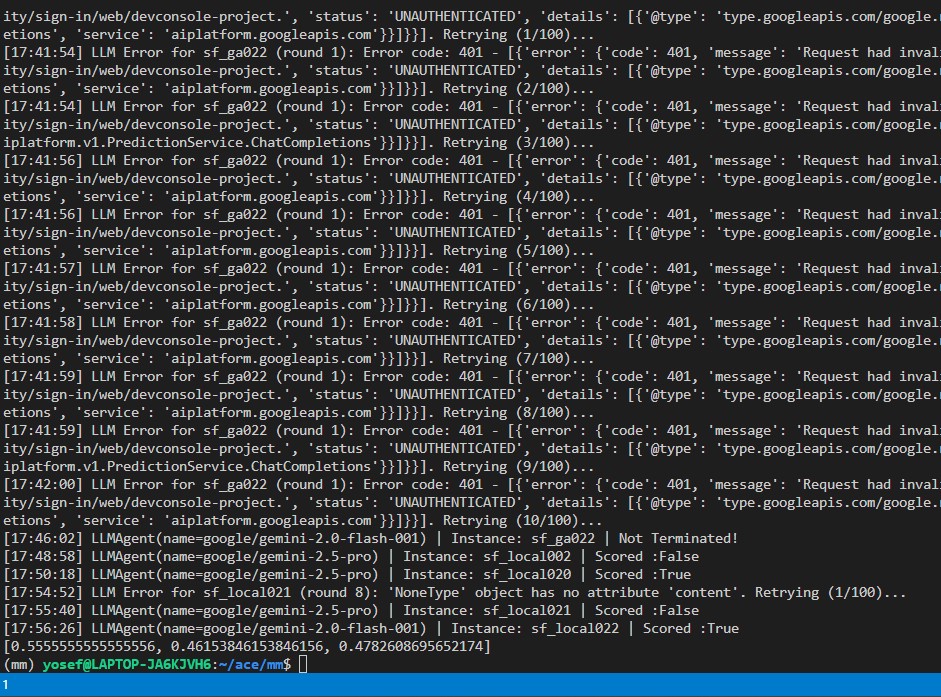 ity/sign-in/web/devconsole-project.', 'status': 'UNAUTHENTICATED', 'details': [{'@type': 'type.googleapis.com/google.
etions', 'service': 'aiplatform.googleapis.com'}}]}}]. Retrying (1/100)...
[17:41:54] LLM Error for sf_ga022 (round 1): Error code: 401 - [{'error': {'code': 401, 'message': 'Request had inval
ity/sign-in/web/devconsole-project.', 'status': 'UNAUTHENTICATED', 'details': [{'@type': 'type.googleapis.com/google.
etions', 'service': 'aiplatform.googleapis.com'}}]}}]. Retrying (2/100)...
[17:41:54] LLM Error for sf_ga022 (round 1): Error code: 401 - [{'error': {'code': 401, 'message': 'Request had inval
ity/sign-in/web/devconsole-project.', 'status': 'UNAUTHENTICATED', 'details': [{'@type': 'type.googleapis.com/google.
iplatform.v1.PredictionService.ChatCompletions'}}]}}]. Retrying (3/100)...
[17:41:56] LLM Error for sf_ga022 (round 1): Error code: 401 - [{'error': {'code': 401, 'message': 'Request had inval
ity/sign-in/web/devconsole-project.', 'status': 'UNAUTHENTICATED', 'details': [{'@type': 'type.googleapis.com/google.
etions', 'service': 'aiplatform.googleapis.com'}}]}}]. Retrying (4/100)...
[17:41:56] LLM Error for sf_ga022 (round 1): Error code: 401 - [{'error': {'code': 401, 'message': 'Request had inval
ity/sign-in/web/devconsole-project.', 'status': 'UNAUTHENTICATED', 'details': [{'@type': 'type.googleapis.com/google.
etions', 'service': 'aiplatform.googleapis.com'}}]}}]. Retrying (5/100)...
[17:41:57] LLM Error for sf_ga022 (round 1): Error code: 401 - [{'error': {'code': 401, 'message': 'Request had inval
ity/sign-in/web/devconsole-project.', 'status': 'UNAUTHENTICATED', 'details': [{'@type': 'type.googleapis.com/google.
etions', 'service': 'aiplatform.googleapis.com'}}]}}]. Retrying (6/100)...
[17:41:58] LLM Error for sf_ga022 (round 1): Error code: 401 - [{'error': {'code': 401, 'message': 'Request had inval
ity/sign-in/web/devconsole-project.', 'status': 'UNAUTHENTICATED', 'details': [{'@type': 'type.googleapis.com/google.
etions', 'service': 'aiplatform.googleapis.com'}}]}}]. Retrying (7/100)...
[17:41:59] LLM Error for sf_ga022 (round 1): Error code: 401 - [{'error': {'code': 401, 'message': 'Request had inval
ity/sign-in/web/devconsole-project.', 'status': 'UNAUTHENTICATED', 'details': [{'@type': 'type.googleapis.com/google.
etions', 'service': 'aiplatform.googleapis.com'}}]}}]. Retrying (8/100)...
[17:41:59] LLM Error for sf_ga022 (round 1): Error code: 401 - [{'error': {'code': 401, 'message': 'Request had inval
ity/sign-in/web/devconsole-project.', 'status': 'UNAUTHENTICATED', 'details': [{'@type': 'type.googleapis.com/google.
iplatform.v1.PredictionService.ChatCompletions'}}]}}]. Retrying (9/100)...
[17:42:00] LLM Error for sf_ga022 (round 1): Error code: 401 - [{'error': {'code': 401, 'message': 'Request had inval
ity/sign-in/web/devconsole-project.', 'status': 'UNAUTHENTICATED', 'details': [{'@type': 'type.googleapis.com/google.
etions', 'service': 'aiplatform.googleapis.com'}}]}}]. Retrying (10/100)...
[17:46:02] LLMAgent(name=google/gemini-2.0-flash-001) | Instance: sf_ga022 | Not Terminated!
[17:48:58] LLMAgent(name=google/gemini-2.5-pro) | Instance: sf_local002 | Scored :False
[17:50:18] LLMAgent(name=google/gemini-2.5-pro) | Instance: sf_local020 | Scored :True
[17:54:52] LLM Error for sf_local021 (round 8): 'NoneType' object has no attribute 'content'. Retrying (1/100)...
[17:55:40] LLMAgent(name=google/gemini-2.5-pro) | Instance: sf_local021 | Scored :False
[17:56:26] LLMAgent(name=google/gemini-2.0-flash-001) | Instance: sf_local022 | Scored :True
[0.5555555555555556, 0.46153846153846156, 0.4782608695652174]
(mm) yosef@LAPTOP-JA6KJVH6:~/ace/mm$
1